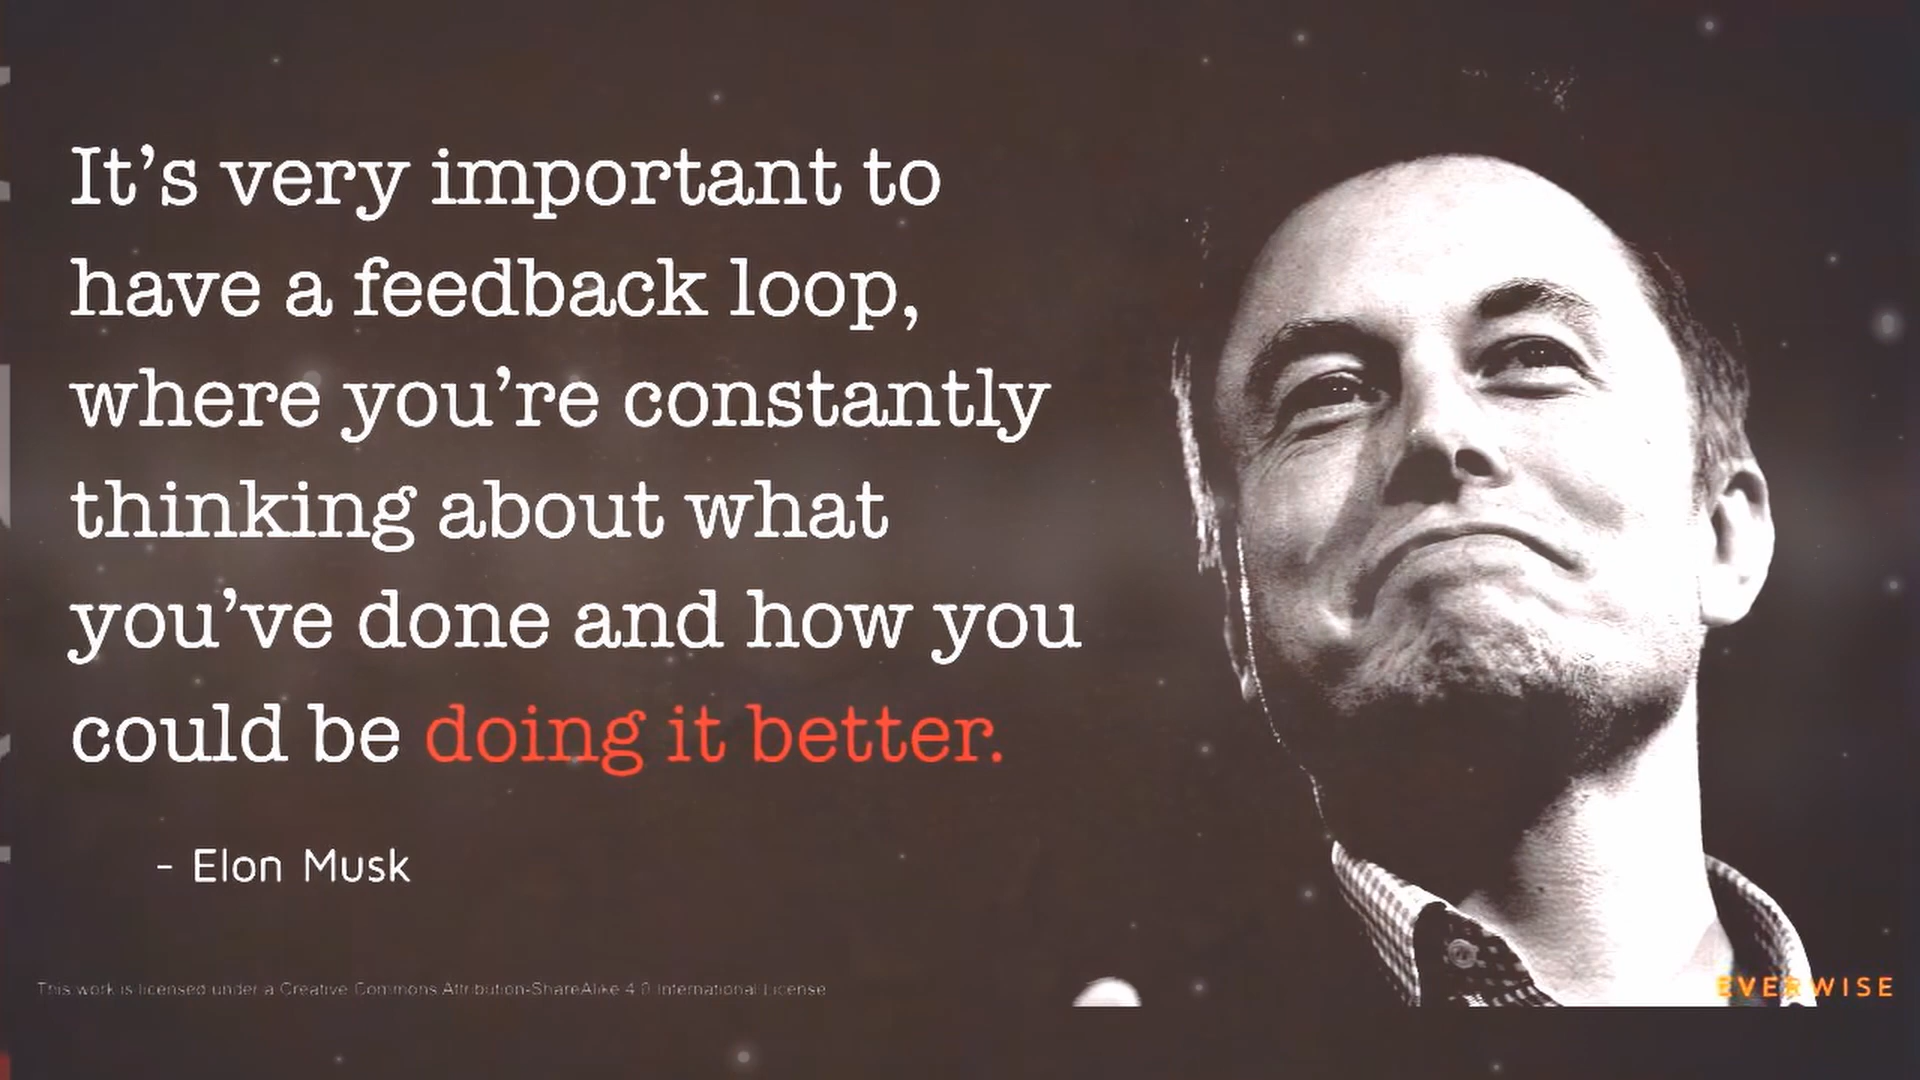 It’s very important to
have a feedback loop,
where you’re constantly
thinking about what
you’ve done and how you
could be doing it better.
- Elon Musk
This work is licensed under a Creative Commons Attribution-ShareAlike 4.0 International License
EVERWISE